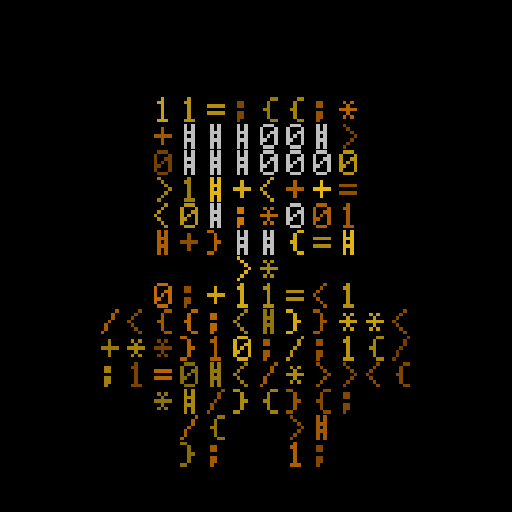 11=;{{;*
+HHH00H>
0HHH0000
>1H+<++=
<0H;*001
H+}HH{=H
>*
0;+11=<1
/<{{;<H}}**<
+**}10;/;1{/
;1=0H</*>><{
*H/}{}{;
/{ >H
}; 1;